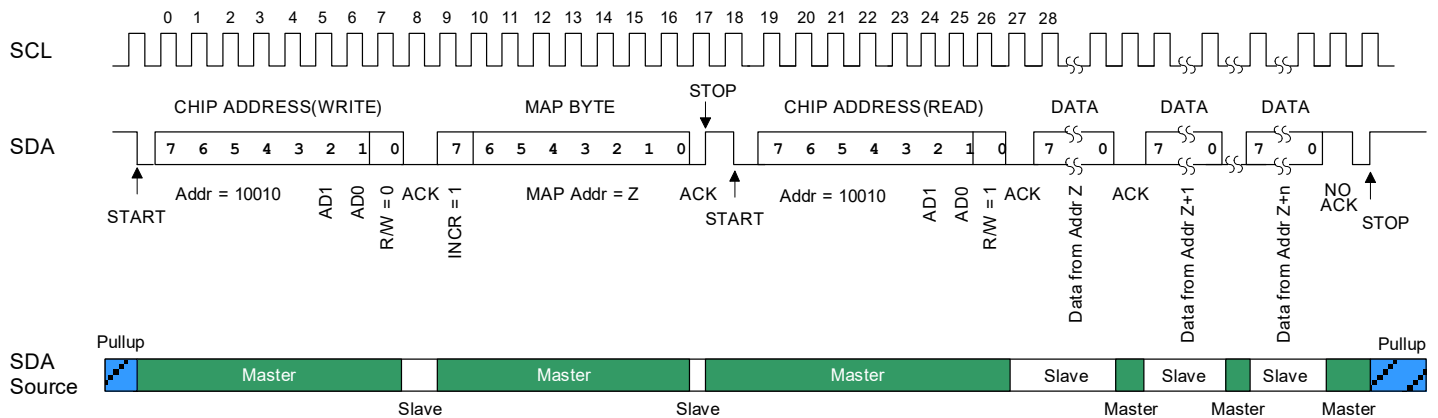 0 1 2 3 4 5 6 7 8 9 10 11 12 13 14 15 16 17 18 19 20 21 22 23 24 25 26 27 28
SCL
STOP
CHIP ADDRESS(WRITE) MAP BYTE CHIP ADDRESS(READ) DATA DATA DATA
SDA
7 6 5 4 3 2 1 0 7 6 5 4 3 2 1 0 7 6 5 4 3 2 1 0 7 0 7 0 7 0
START
Addr = 10010
AD1
AD0
R/W = 0
ACK
INCR = 1
MAP Addr = Z
ACK
START
Addr = 10010
AD1
AD0
R/W = 1
ACK
Data from Addr Z
ACK
Data from Addr Z+1
Data from Addr Z+n
NO
ACK
STOP
Pullup Pullup
SDA
Source
Master Master Master Slave Slave Slave
Slave Slave Master Master Master